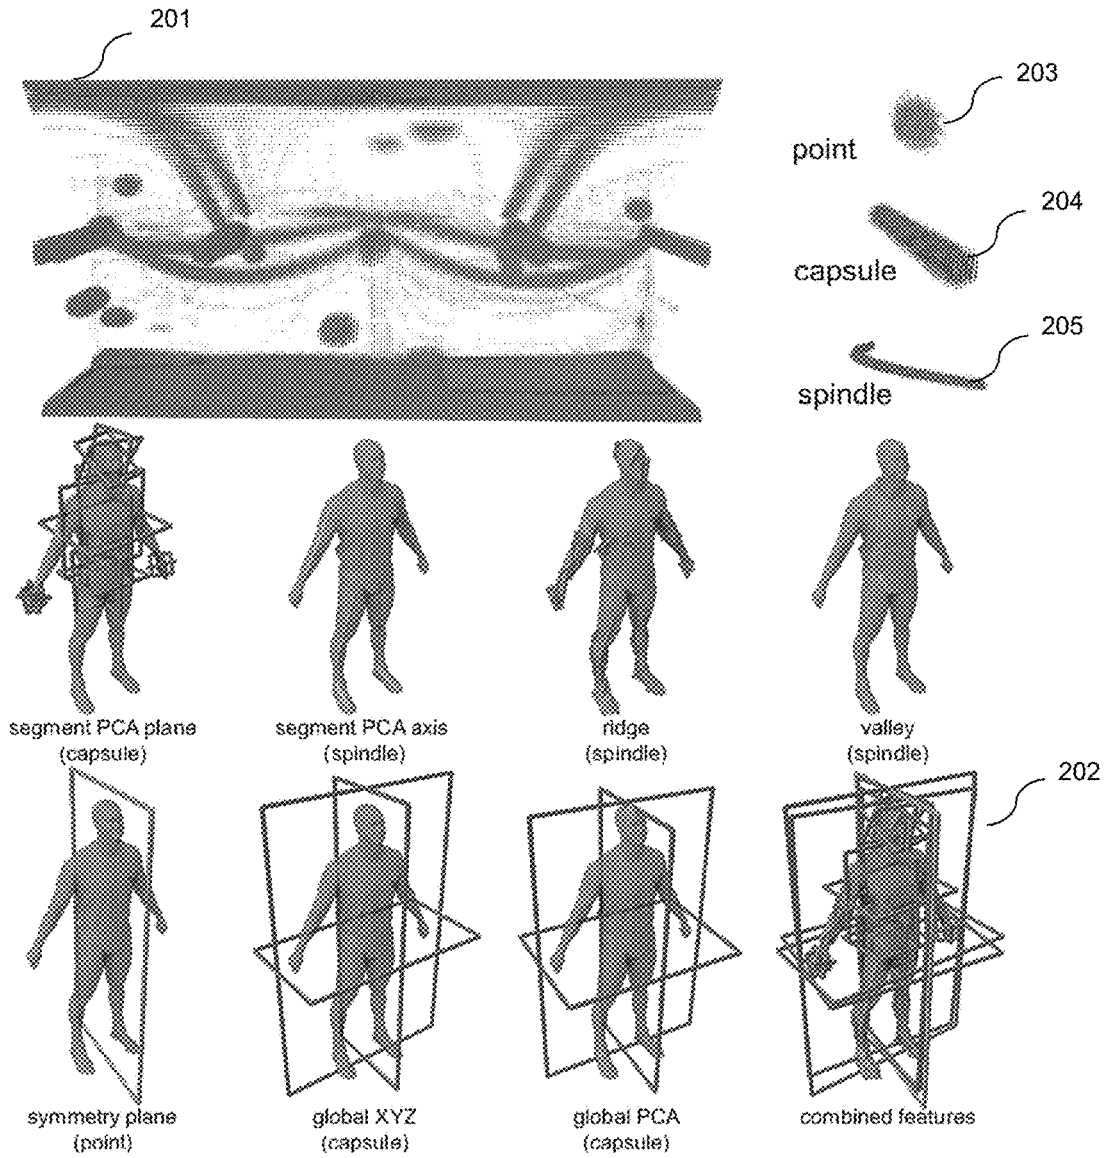 201
203
point
204
capsule
205
spindle
segment PCA plane
(capsule)
segment PCA axis
(spindle)
ridge
(spindle)
valley
(spindle)
202
symmetry plane
(point)
global XYZ
(capsule)
global PCA
(capsule)
combined features